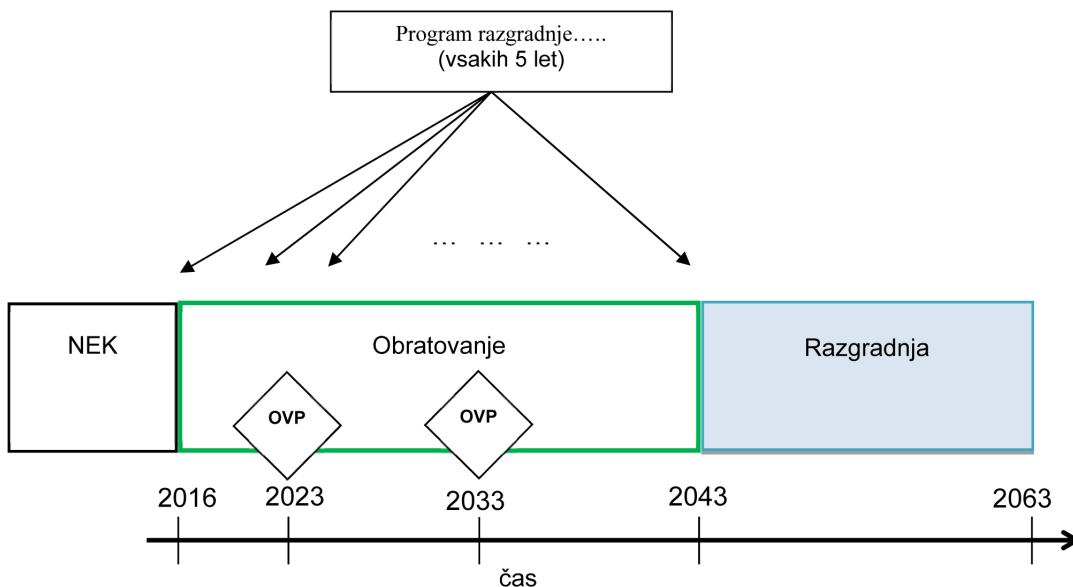 Program razgradnje…..
(vsakih 5 let)
… … …
NEK
Obratovanje
Razgradnja
OVP
OVP
2016
2023
2033
2043
2063
čas